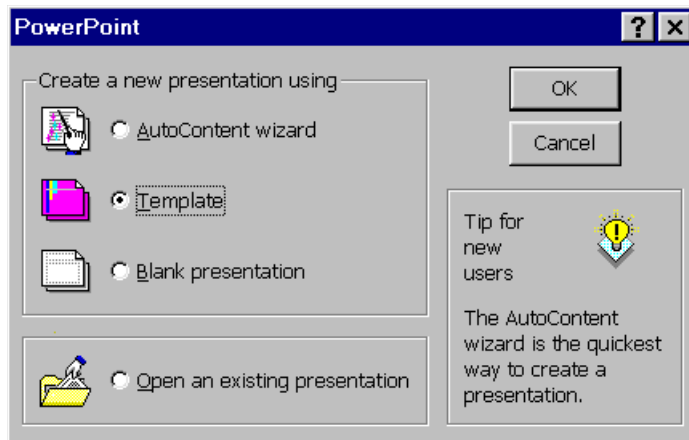 PowerPoint
Create a new presentation using
AutoContent wizard
Template
Blank presentation
Open an existing presentation
OK
Cancel
Tip for
new
users
The AutoContent
wizard is the quickest
way to create a
presentation.